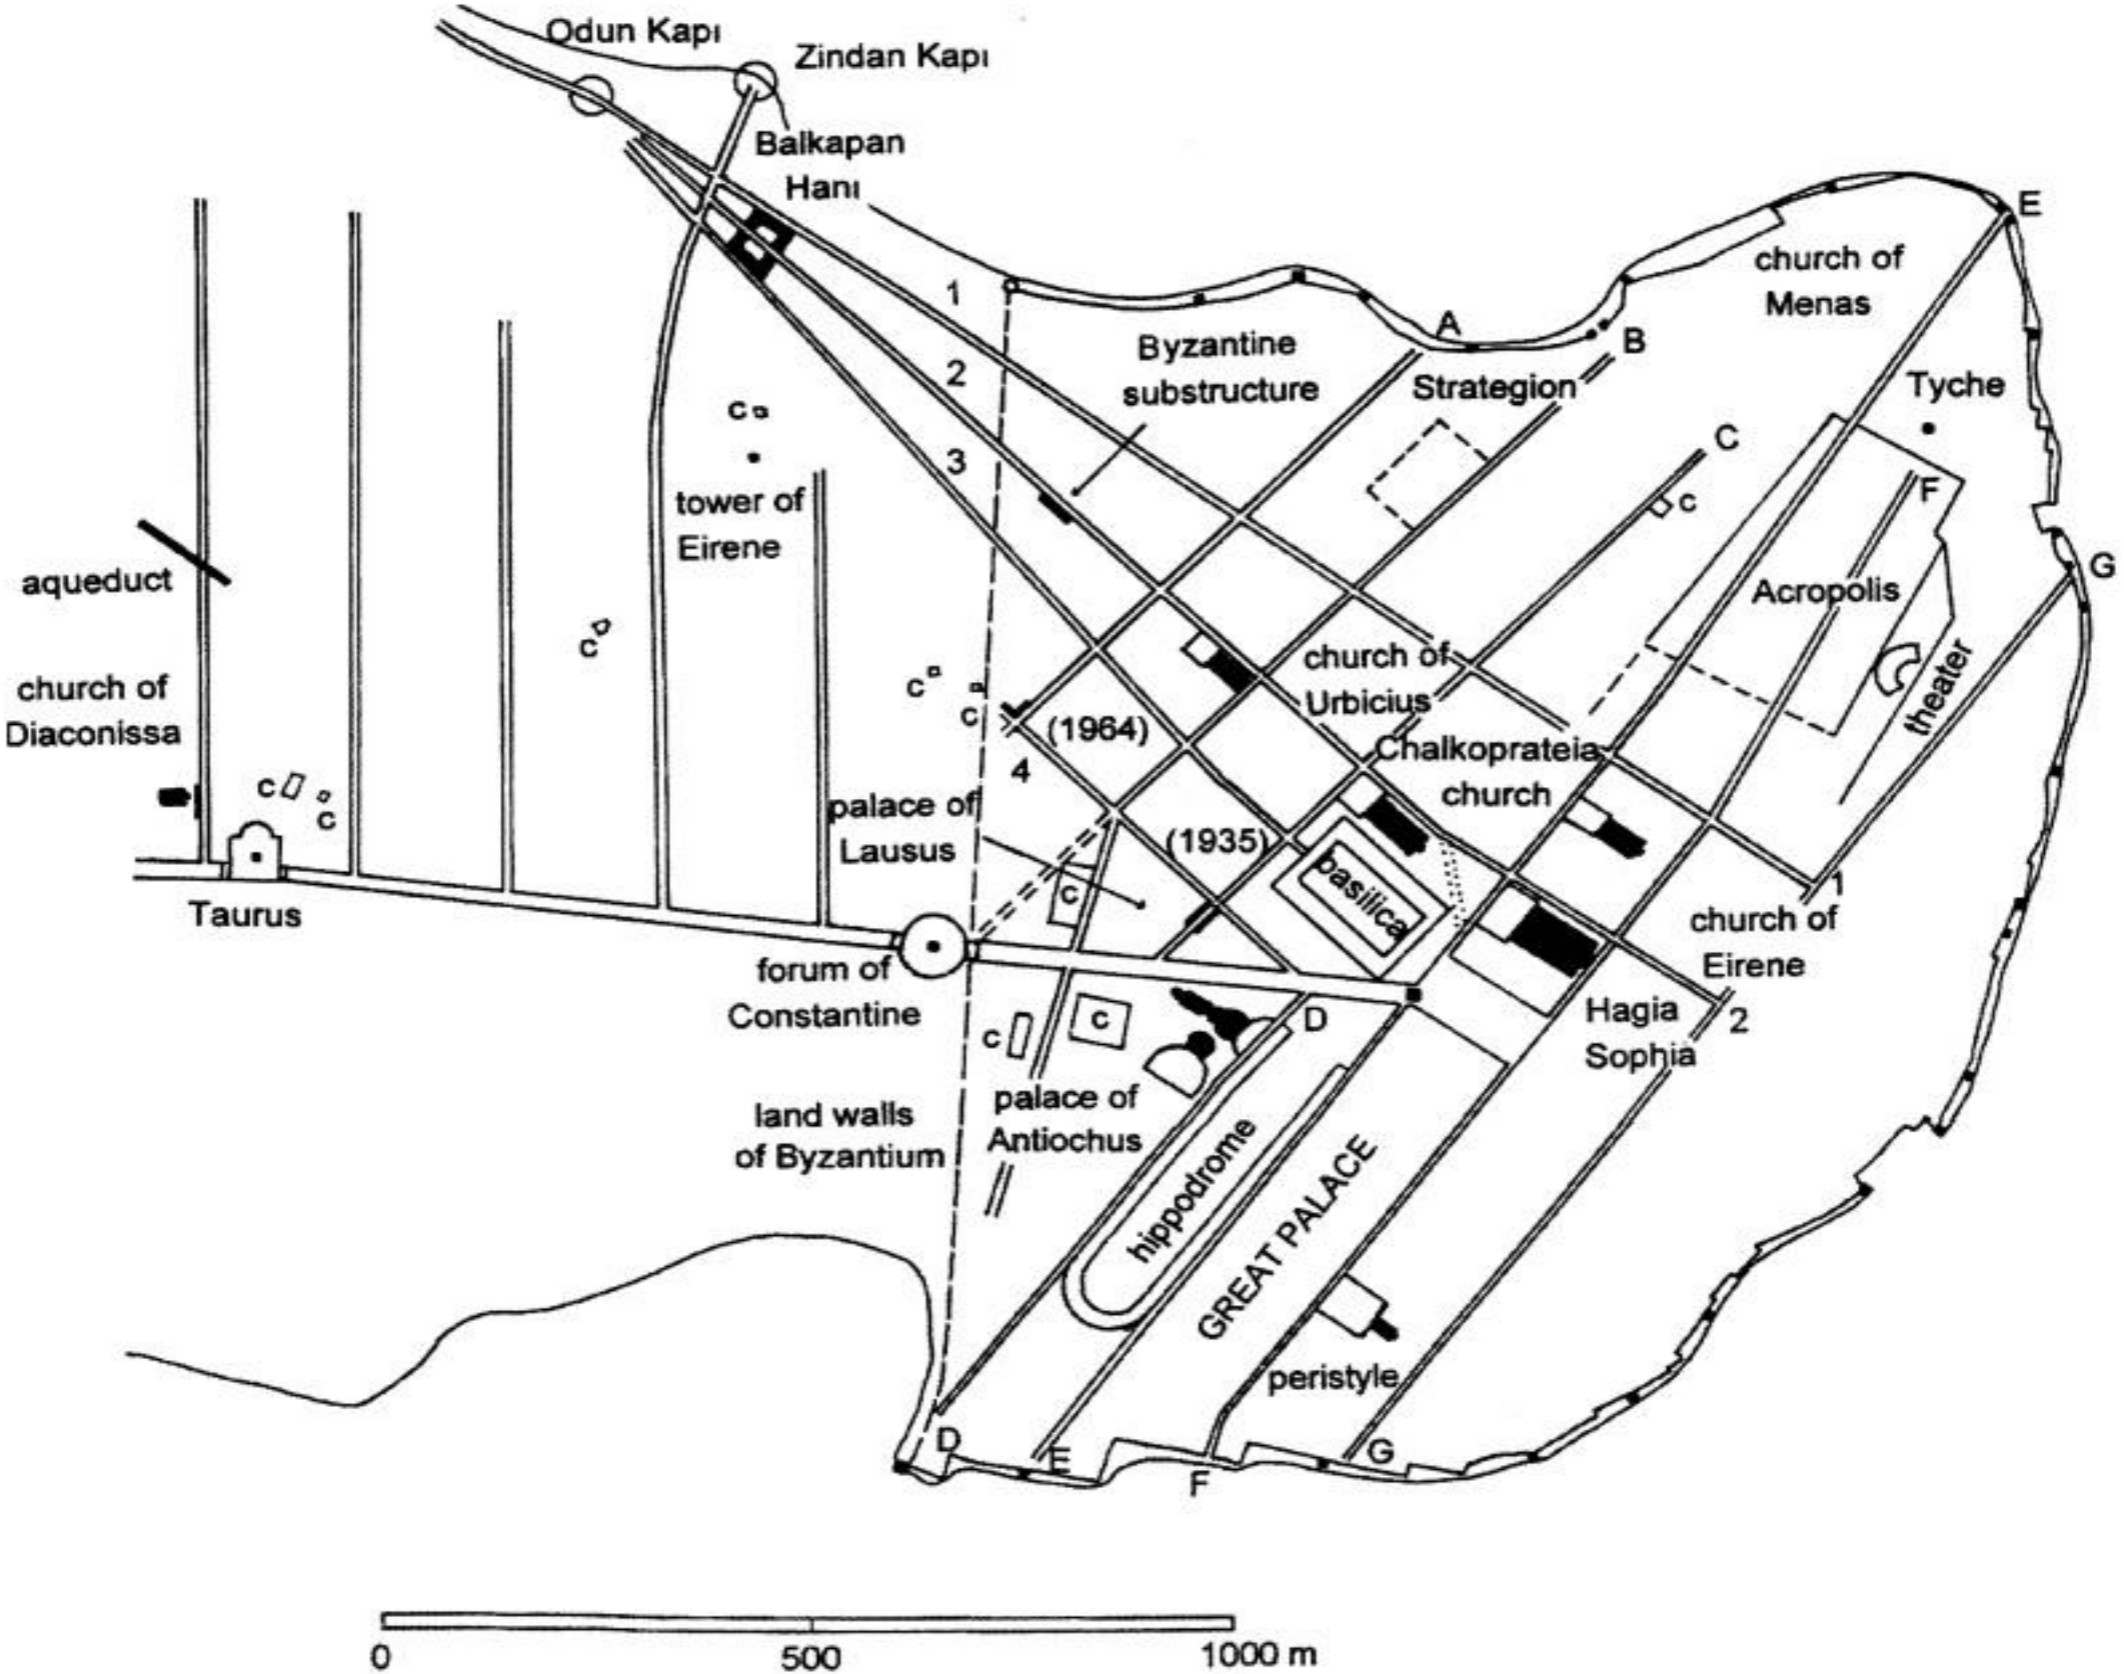 Odun Kapı
Zindan Kapı
Balkapan
Hanı
E
church of
Menas
1
A
B
Byzantine
substructure
2
Strategion
Tyche
c
C
3
F
tower of
Eirene
c
aqueduct
G
Acropolis
c
church of
Urbicius
theater
church of
Diaconissa
c
c
(1964)
Chalkoprateia
church
4
c
c
palace of
Lausus
(1935)
basilica
c
1
Taurus
church of
Eirene
forum of
Constantine
c
c
D
Hagia
Sophia
2
land walls
of Byzantium
palace of
Antiochus
hippodrome
GREAT PALACE
peristyle
D
E
F
G
0
500
1000 m